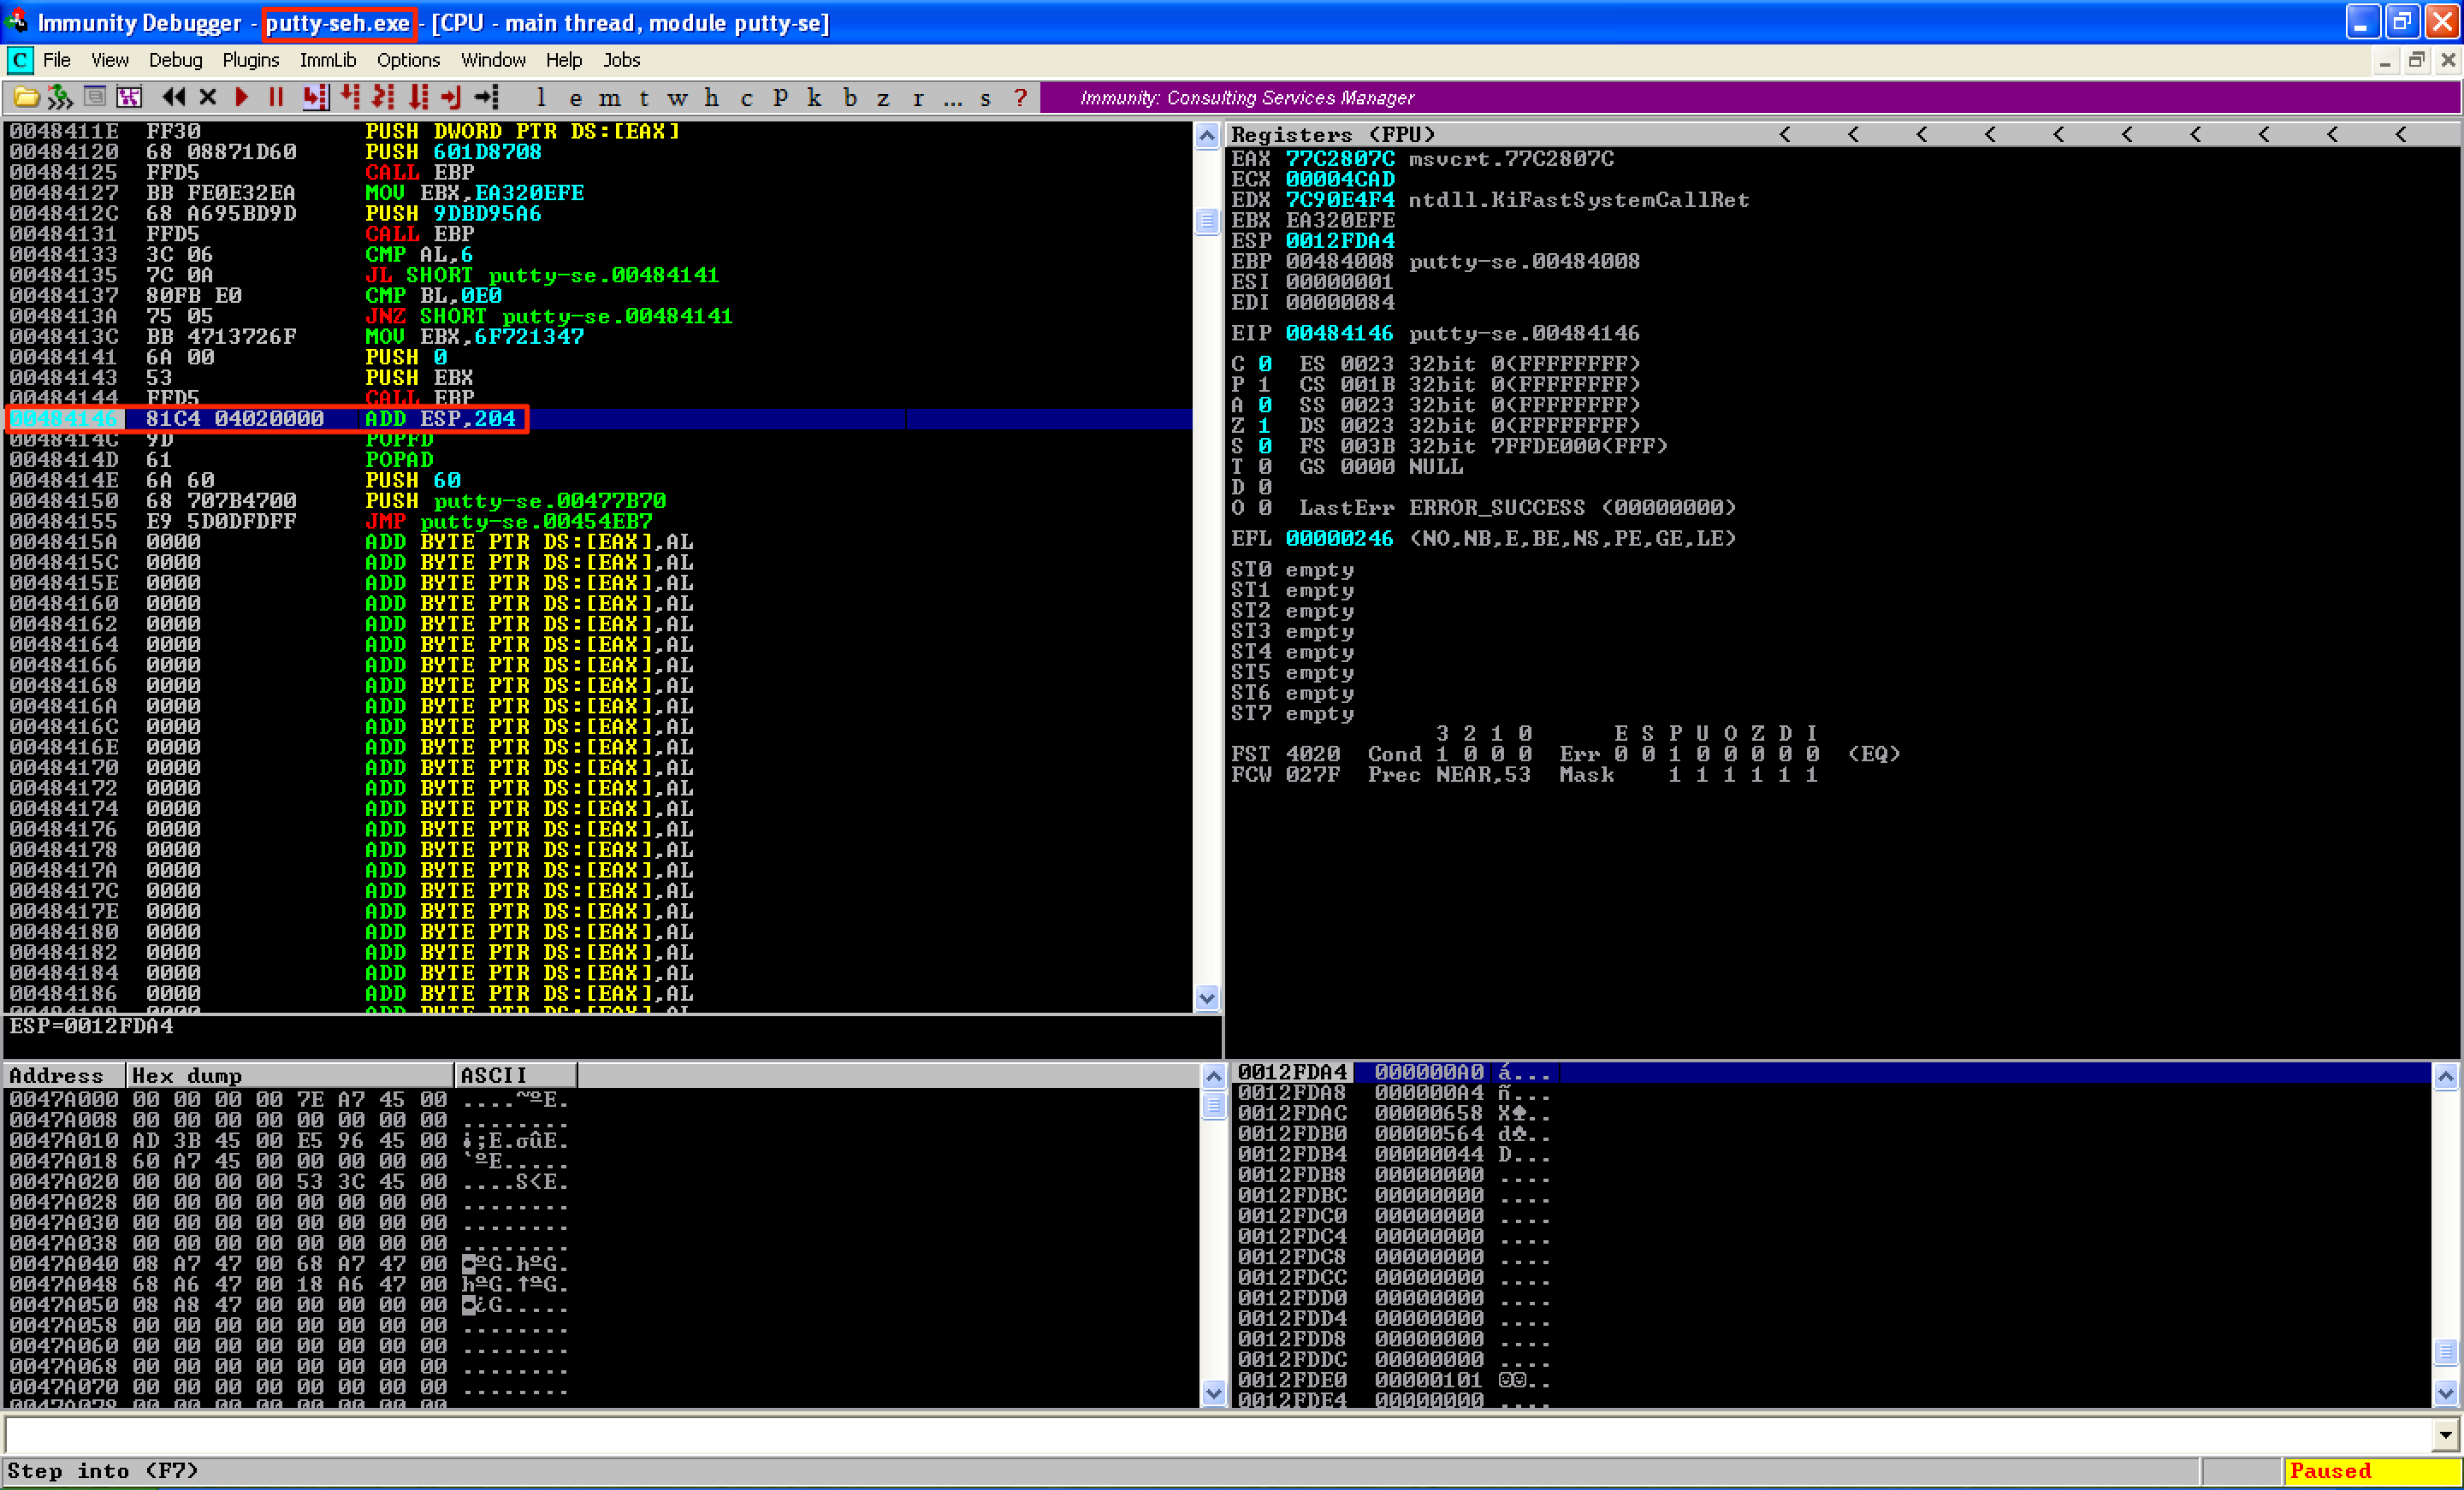 Immunity Debugger - putty-seh.exe - [CPU - main thread, module putty-se]
C File View Debug Plugins ImmLib Options Window Help Jobs
l e m t w h c P k b z r ... s ? Immunity: Consulting Services Manager
0048411E FF30 PUSH DWORD PTR DS:[EAX]
00484120 68 08871D60 PUSH 601D8708
00484125 FFD5 CALL EBP
00484127 BB FE0E32EA MOV EBX,EA320EFE
0048412C 68 A695BD9D PUSH 9DBD95A6
00484131 FFD5 CALL EBP
00484133 3C 06 CMP AL,6
00484135 7C 0A JL SHORT putty-se.00484141
00484137 80FB E0 CMP BL,0E0
0048413A 75 05 JNZ SHORT putty-se.00484141
0048413C BB 4713726F MOV EBX,6F721347
00484141 6A 00 PUSH 0
00484143 53 PUSH EBX
00484144 FFD5 CALL EBP
00484146 81C4 04020000 ADD ESP,204
0048414C 9D POPFD
0048414D 61 POPAD
0048414E 6A 60 PUSH 60
00484150 68 707B4700 PUSH putty-se.00477B70
00484155 E9 5D0DFDFF JMP putty-se.00454EB7
0048415A 0000 ADD BYTE PTR DS:[EAX],AL
0048415C 0000 ADD BYTE PTR DS:[EAX],AL
0048415E 0000 ADD BYTE PTR DS:[EAX],AL
00484160 0000 ADD BYTE PTR DS:[EAX],AL
00484162 0000 ADD BYTE PTR DS:[EAX],AL
00484164 0000 ADD BYTE PTR DS:[EAX],AL
00484166 0000 ADD BYTE PTR DS:[EAX],AL
00484168 0000 ADD BYTE PTR DS:[EAX],AL
0048416A 0000 ADD BYTE PTR DS:[EAX],AL
0048416C 0000 ADD BYTE PTR DS:[EAX],AL
0048416E 0000 ADD BYTE PTR DS:[EAX],AL
00484170 0000 ADD BYTE PTR DS:[EAX],AL
00484172 0000 ADD BYTE PTR DS:[EAX],AL
00484174 0000 ADD BYTE PTR DS:[EAX],AL
00484176 0000 ADD BYTE PTR DS:[EAX],AL
00484178 0000 ADD BYTE PTR DS:[EAX],AL
0048417A 0000 ADD BYTE PTR DS:[EAX],AL
0048417C 0000 ADD BYTE PTR DS:[EAX],AL
0048417E 0000 ADD BYTE PTR DS:[EAX],AL
00484180 0000 ADD BYTE PTR DS:[EAX],AL
00484182 0000 ADD BYTE PTR DS:[EAX],AL
00484184 0000 ADD BYTE PTR DS:[EAX],AL
00484186 0000 ADD BYTE PTR DS:[EAX],AL
ESP=0012FDA4
Registers (FPU) < < < < < < < < < <
EAX 77C2807C msvcrt.77C2807C
ECX 00004CAD
EDX 7C90E4F4 ntdll.KiFastSystemCallRet
EBX EA320EFE
ESP 0012FDA4
EBP 00484008 putty-se.00484008
ESI 00000001
EDI 00000084
EIP 00484146 putty-se.00484146
C 0 ES 0023 32bit 0(FFFFFFFF)
P 1 CS 001B 32bit 0(FFFFFFFF)
A 0 SS 0023 32bit 0(FFFFFFFF)
Z 1 DS 0023 32bit 0(FFFFFFFF)
S 0 FS 003B 32bit 7FFDE000(FFF)
T 0 GS 0000 NULL
D 0
O 0 LastErr ERROR_SUCCESS (00000000)
EFL 00000246 (NO,NB,E,BE,NS,PE,GE,LE)
ST0 empty
ST1 empty
ST2 empty
ST3 empty
ST4 empty
ST5 empty
ST6 empty
ST7 empty
3 2 1 0 E S P U O Z D I
FST 4020 Cond 1 0 0 0 Err 0 0 1 0 0 0 0 0 (EQ)
FCW 027F Prec NEAR,53 Mask 1 1 1 1 1 1
Address Hex dump ASCII
0047A000 00 00 00 00 7E A7 45 00 ....~ºE.
0047A008 00 00 00 00 00 00 00 00 ........
0047A010 AD 3B 45 00 E5 96 45 00 ¡;E.σûE.
0047A018 60 A7 45 00 00 00 00 00 `ºE.....
0047A020 00 00 00 00 53 3C 45 00 ....S<E.
0047A028 00 00 00 00 00 00 00 00 ........
0047A030 00 00 00 00 00 00 00 00 ........
0047A038 00 00 00 00 00 00 00 00 ........
0047A040 08 A7 47 00 68 A7 47 00 ◘ºG.hºG.
0047A048 68 A6 47 00 18 A6 47 00 hªG.↑ªG.
0047A050 08 A8 47 00 00 00 00 00 ◘¿G.....
0047A058 00 00 00 00 00 00 00 00 ........
0047A060 00 00 00 00 00 00 00 00 ........
0047A068 00 00 00 00 00 00 00 00 ........
0047A070 00 00 00 00 00 00 00 00 ........
0012FDA4 000000A0 á...
0012FDA8 000000A4 ñ...
0012FDAC 00000658 X♠..
0012FDB0 00000564 d♣..
0012FDB4 00000044 D...
0012FDB8 00000000 ....
0012FDBC 00000000 ....
0012FDC0 00000000 ....
0012FDC4 00000000 ....
0012FDC8 00000000 ....
0012FDCC 00000000 ....
0012FDD0 00000000 ....
0012FDD4 00000000 ....
0012FDD8 00000000 ....
0012FDDC 00000000 ....
0012FDE0 00000101 ☺☺..
0012FDE4 00000000 ....
Step into (F7)
Paused